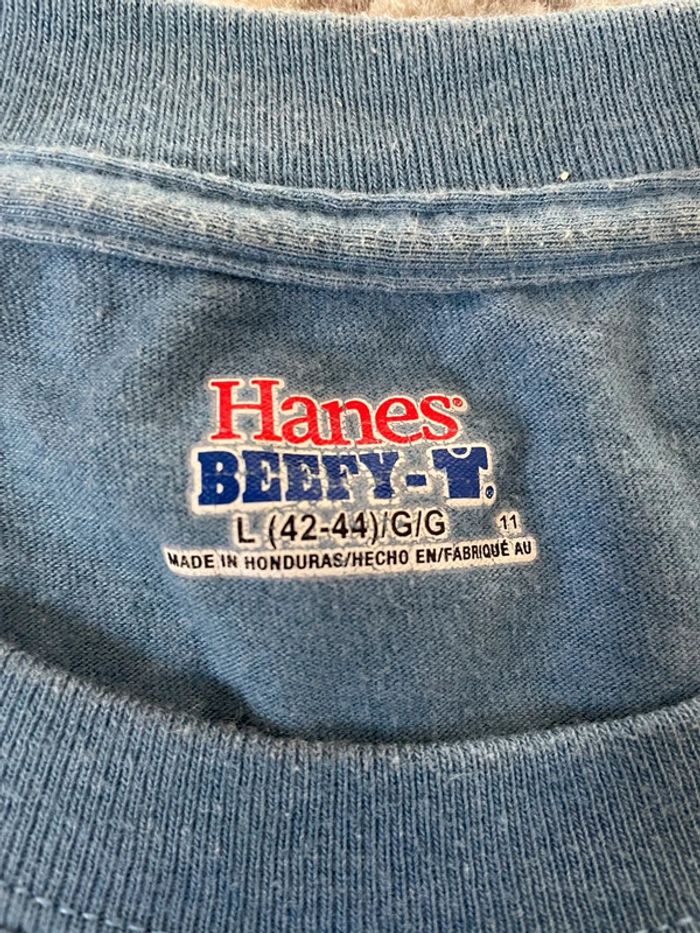 Hanes®
BEEFY-T®
L (42-44)/G/G 11
MADE IN HONDURAS/HECHO EN/FABRIQUÉ AU